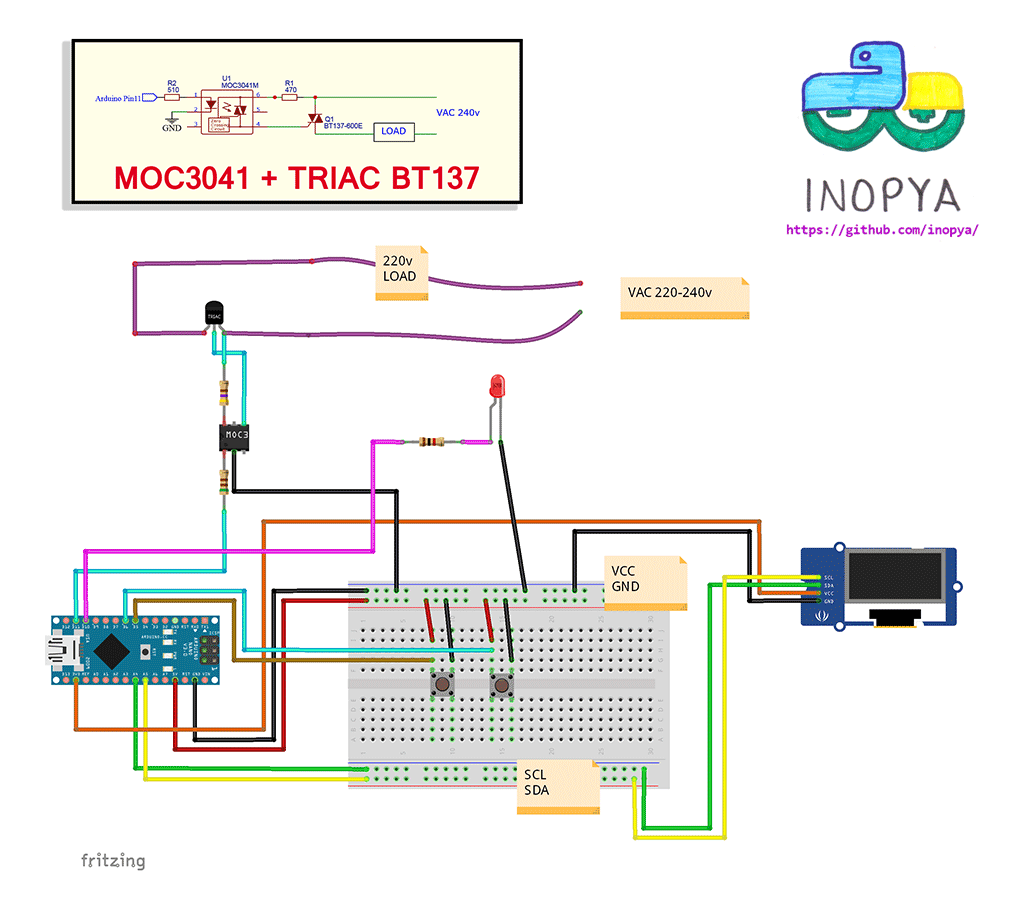 R2
510
U1
MOC3041M
R1
470
Arduino Pin11
1
6
2
5
3
4
GND
Zero
Crossing
Circuit
Q1
BT137-600E
VAC 240v
LOAD
MOC3041 + TRIAC BT137
INOPYA
https://github.com/inopya/
220v
LOAD
VAC 220-240v
TRIAC
MOC3
VCC
GND
SCL
SDA
VCC
GND
SCL
SDA
fritzing